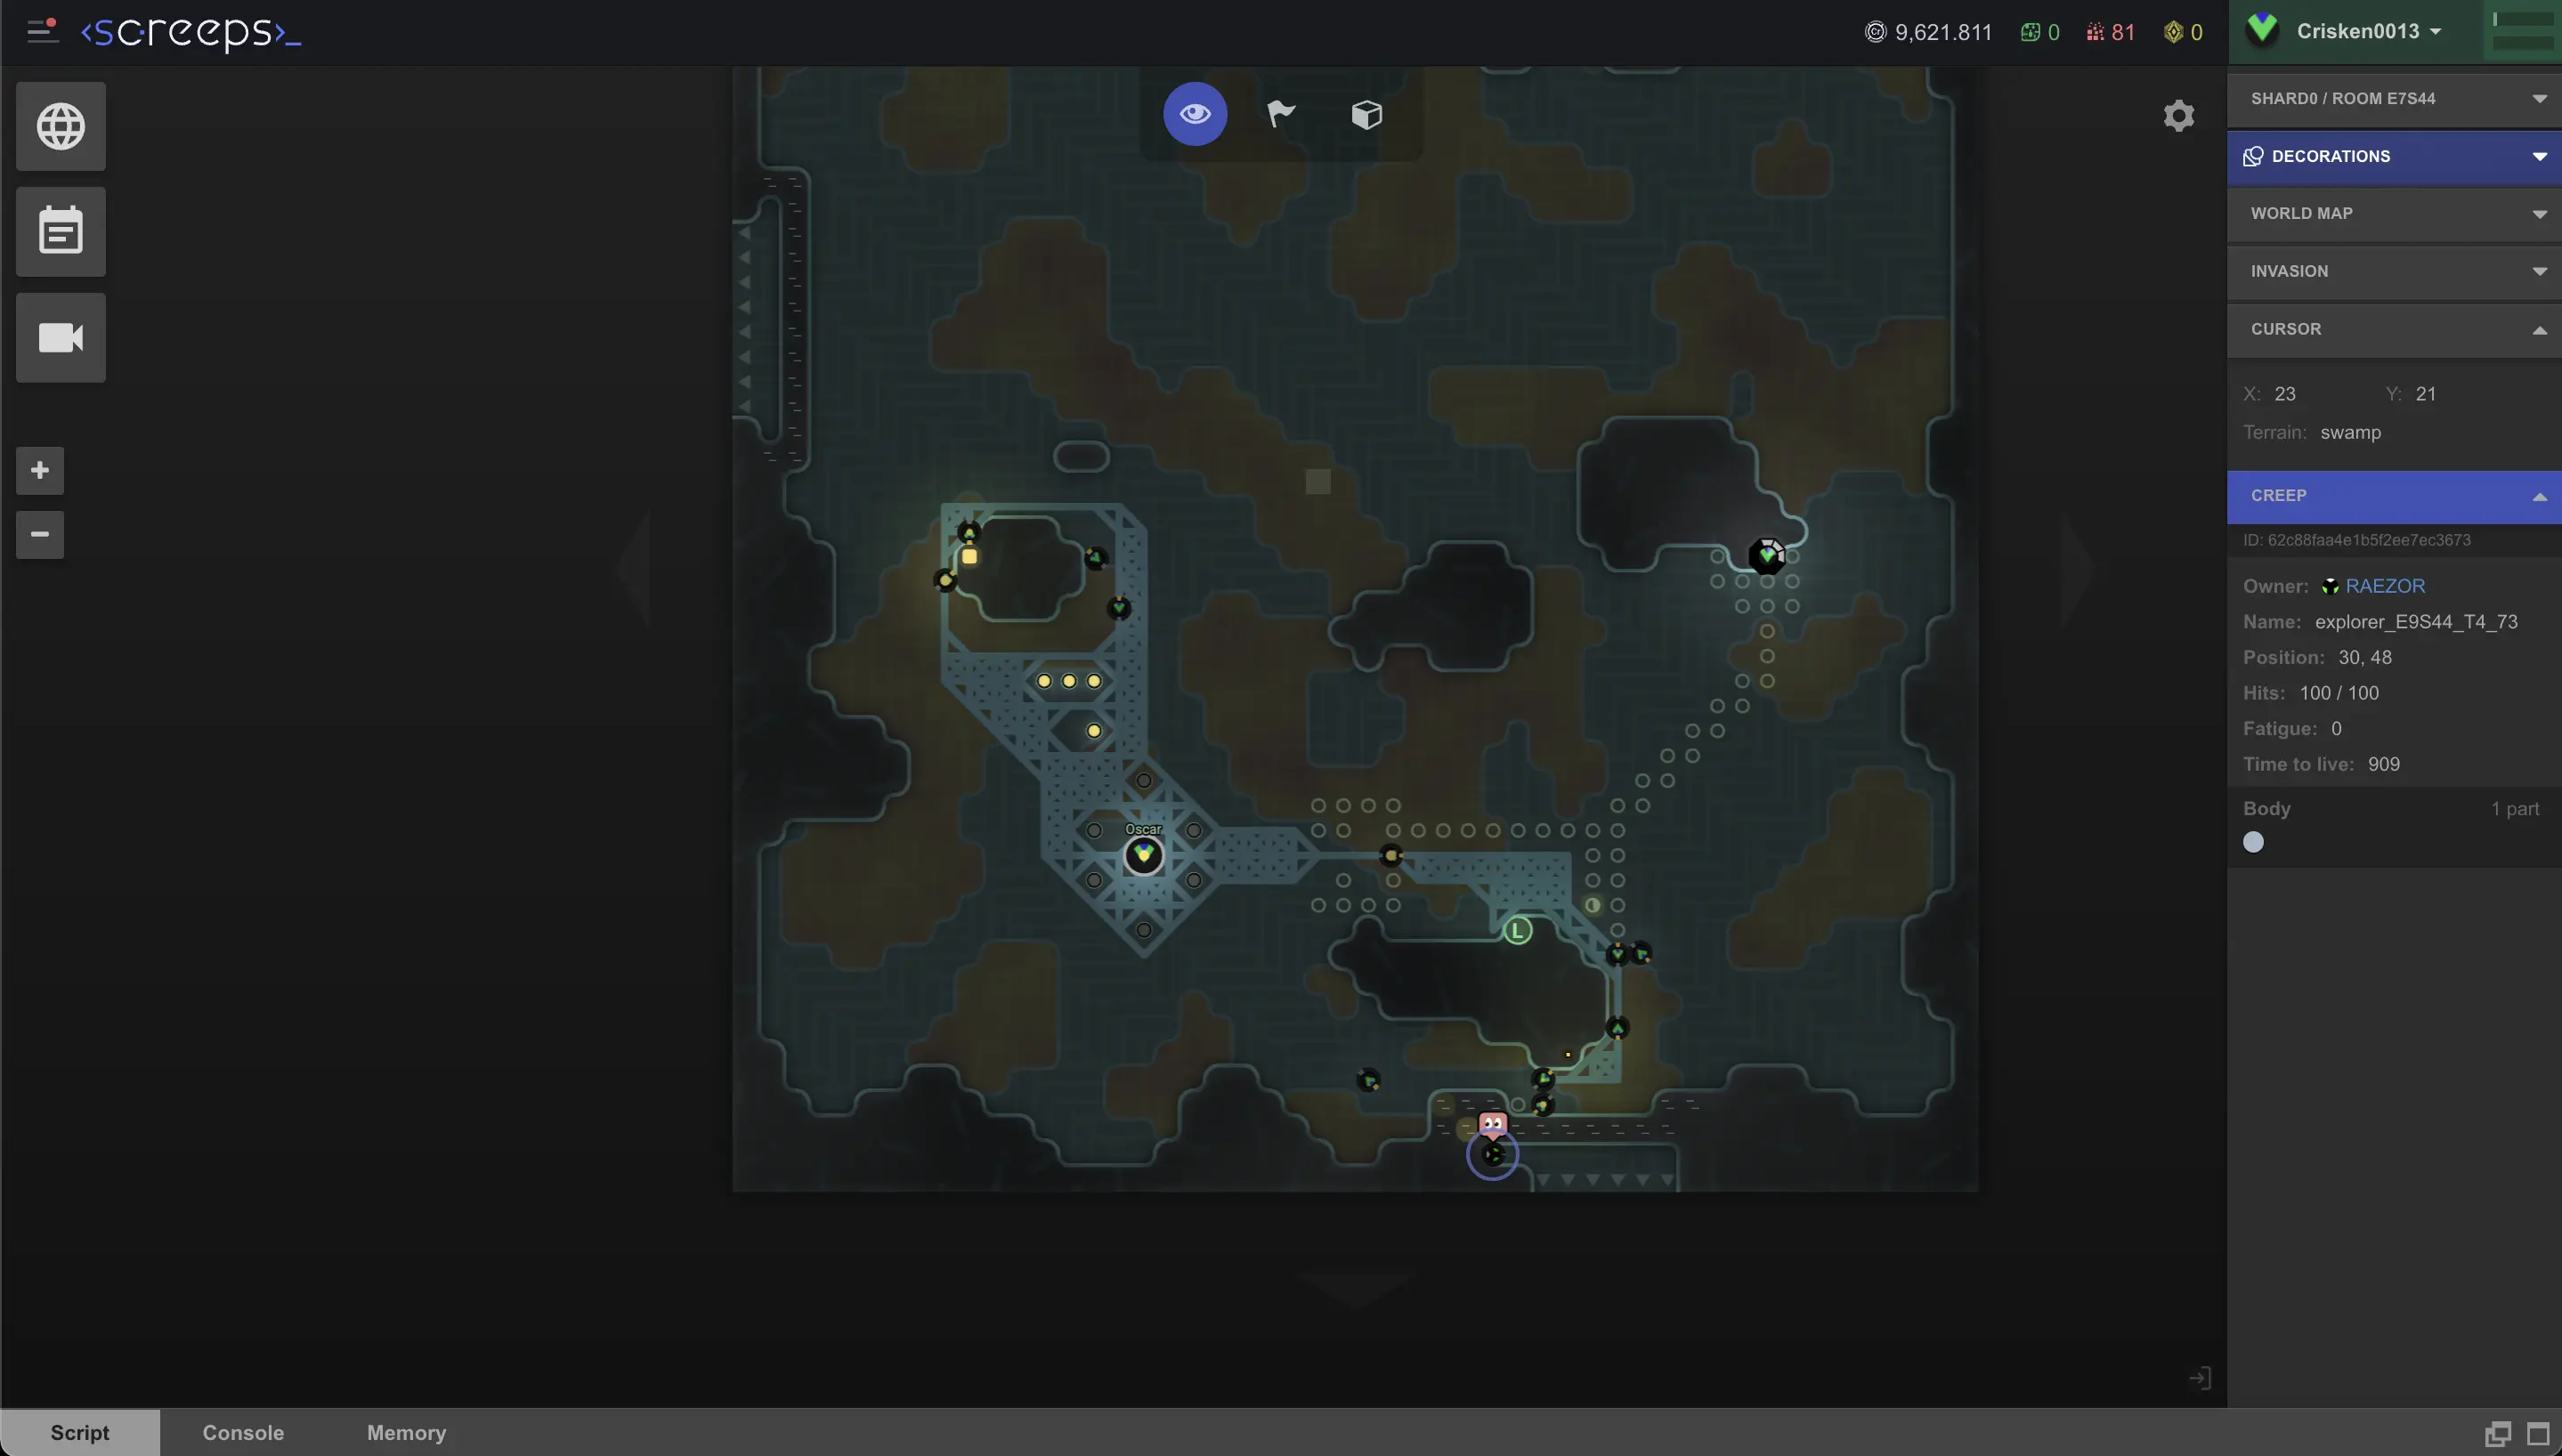 <screeps>_
9,621.811
0
81
0
Crisken0013
SHARD0 / ROOM E7S44
DECORATIONS
WORLD MAP
INVASION
CURSOR
X: 23 Y: 21
Terrain: swamp
CREEP
ID: 62c88faa4e1b5f2ee7ec3673
Owner: RAEZOR
Name: explorer_E9S44_T4_73
Position: 30, 48
Hits: 100 / 100
Fatigue: 0
Time to live: 909
Body 1 part
Oscar
L
Script Console Memory